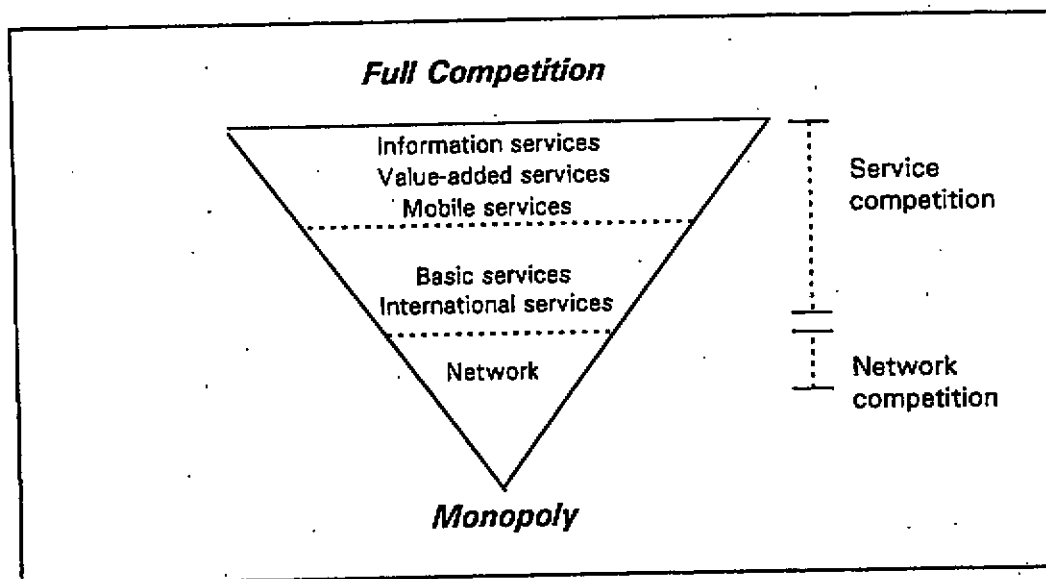 Full Competition
Information services
Value-added services
Mobile services
Basic services
International services
Network
Monopoly
Service
competition
Network
competition